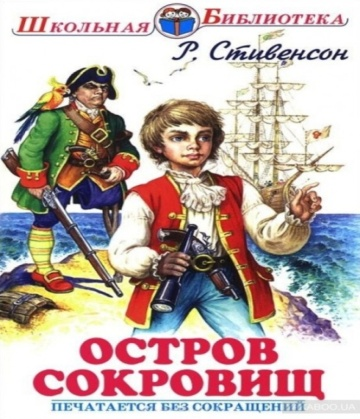 Школьная Библиотека
Р. Стивенсон
ОСТРОВ
СОКРОВИЩ
ПЕЧАТАЕТСЯ БЕЗ СОКРАЩЕНИЙ